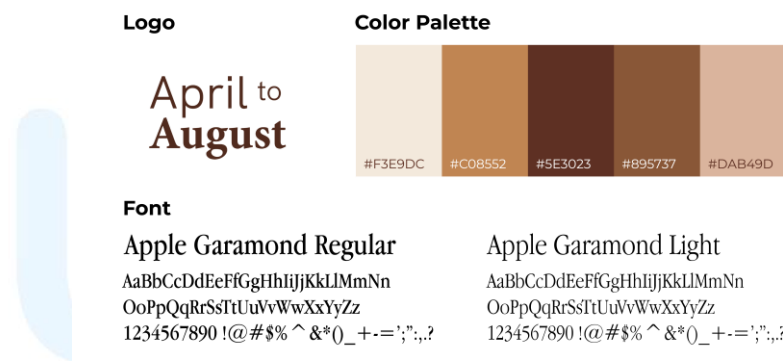 Logo
Color Palette
April to
August
#F3E9DC
#C08552
#5E3023
#895737
#DAB49D
Font
Apple Garamond Regular
AaBbCcDdEeFfGgHhIiJjKkLlMmNn
OoPpQqRrSsTtUuVvWwXxYyZz
1234567890 !@#$%^&*()_+-=';":,.?
Apple Garamond Light
AaBbCcDdEeFfGgHhIiJjKkLlMmNn
OoPpQqRrSsTtUuVvWwXxYyZz
1234567890 !@#$%^&*()_+-=';":,.?